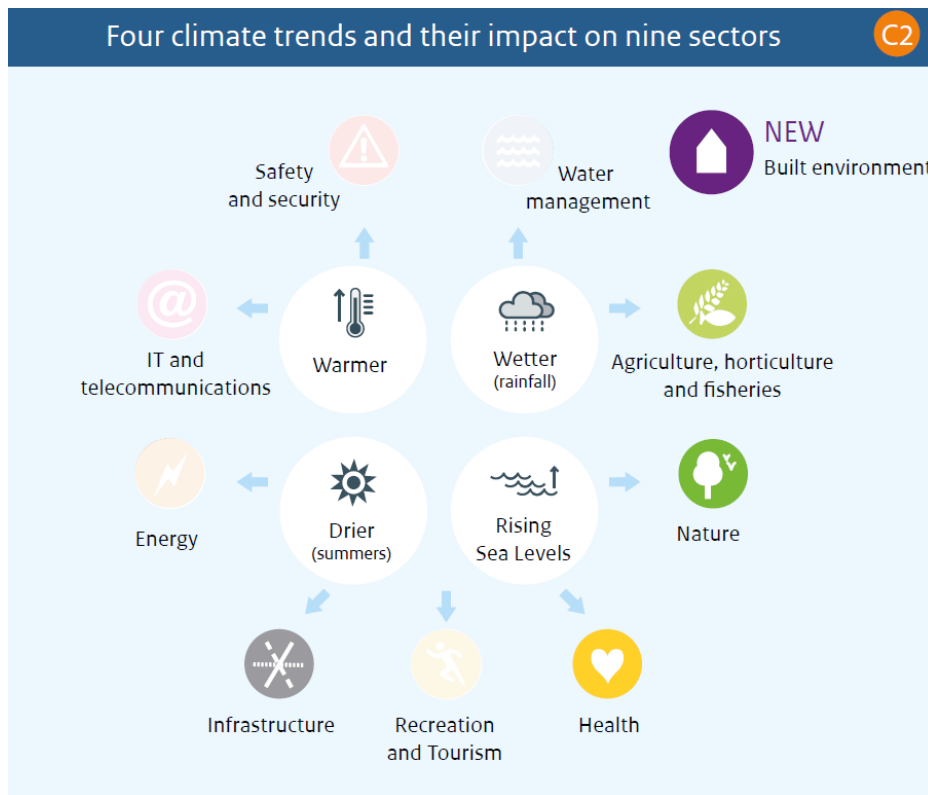 Four climate trends and their impact on nine sectors
C2
Safety
and security
Water
management
NEW
Built environment
@
IT and
telecommunications
Warmer
Wetter
(rainfall)
Agriculture, horticulture
and fisheries
Energy
Drier
(summers)
Rising
Sea Levels
Nature
Infrastructure
Recreation
and Tourism
Health